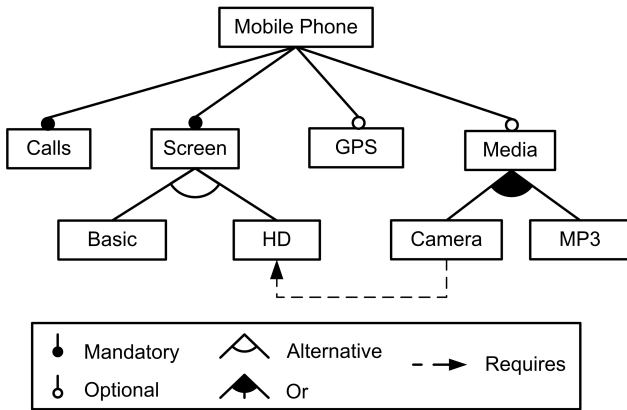 Mobile Phone
Calls Screen GPS Media
Basic HD Camera MP3
Mandatory Alternative Requires
Optional Or